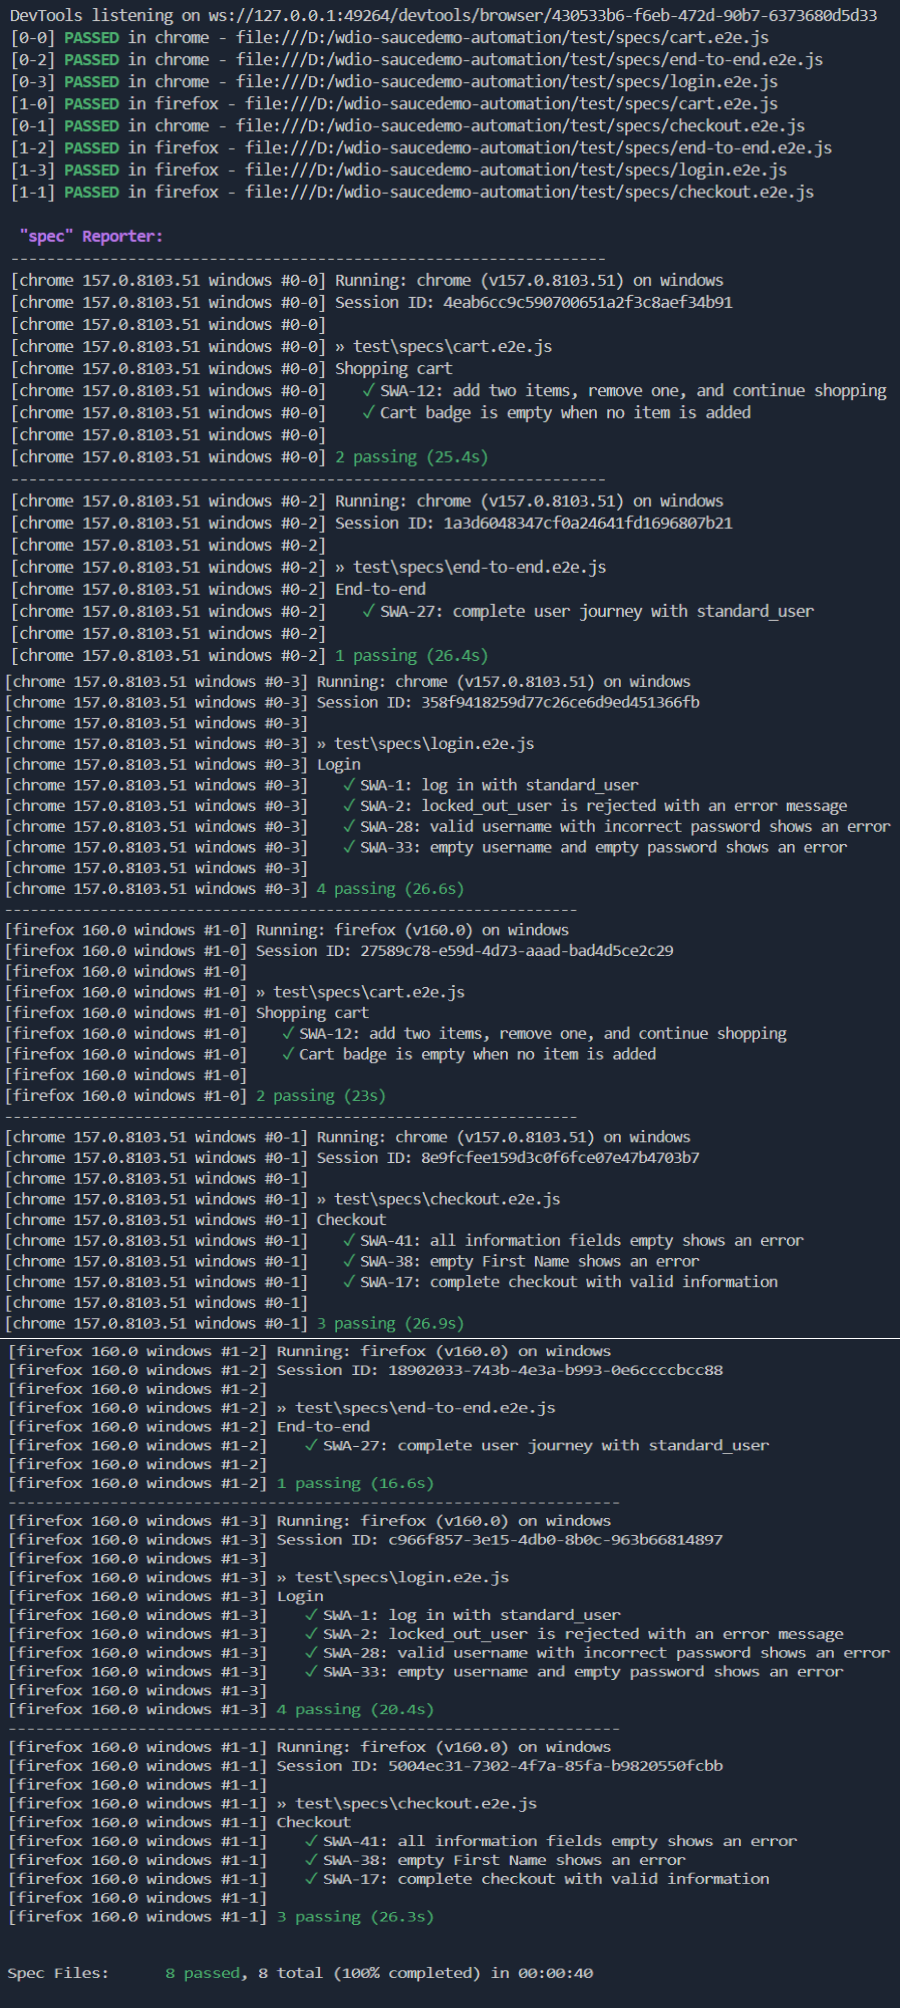 DevTools listening on ws://127.0.0.1:49264/devtools/browser/430533b6-f6eb-472d-90b7-6373680d5d33
[0-0] PASSED in chrome - file:///D:/wdio-saucedemo-automation/test/specs/cart.e2e.js
[0-2] PASSED in chrome - file:///D:/wdio-saucedemo-automation/test/specs/end-to-end.e2e.js
[0-3] PASSED in chrome - file:///D:/wdio-saucedemo-automation/test/specs/login.e2e.js
[1-0] PASSED in firefox - file:///D:/wdio-saucedemo-automation/test/specs/cart.e2e.js
[0-1] PASSED in chrome - file:///D:/wdio-saucedemo-automation/test/specs/checkout.e2e.js
[1-2] PASSED in firefox - file:///D:/wdio-saucedemo-automation/test/specs/end-to-end.e2e.js
[1-3] PASSED in firefox - file:///D:/wdio-saucedemo-automation/test/specs/login.e2e.js
[1-1] PASSED in firefox - file:///D:/wdio-saucedemo-automation/test/specs/checkout.e2e.js
"spec" Reporter:
------------------------------------------------------------------
[chrome 157.0.8103.51 windows #0-0] Running: chrome (v157.0.8103.51) on windows
[chrome 157.0.8103.51 windows #0-0] Session ID: 4eab6cc9c590700651a2f3c8aef34b91
[chrome 157.0.8103.51 windows #0-0]
[chrome 157.0.8103.51 windows #0-0] » test\specs\cart.e2e.js
[chrome 157.0.8103.51 windows #0-0] Shopping cart
[chrome 157.0.8103.51 windows #0-0]    ✓ SWA-12: add two items, remove one, and continue shopping
[chrome 157.0.8103.51 windows #0-0]    ✓ Cart badge is empty when no item is added
[chrome 157.0.8103.51 windows #0-0]
[chrome 157.0.8103.51 windows #0-0] 2 passing (25.4s)
------------------------------------------------------------------
[chrome 157.0.8103.51 windows #0-2] Running: chrome (v157.0.8103.51) on windows
[chrome 157.0.8103.51 windows #0-2] Session ID: 1a3d6048347cf0a24641fd1696807b21
[chrome 157.0.8103.51 windows #0-2]
[chrome 157.0.8103.51 windows #0-2] » test\specs\end-to-end.e2e.js
[chrome 157.0.8103.51 windows #0-2] End-to-end
[chrome 157.0.8103.51 windows #0-2]    ✓ SWA-27: complete user journey with standard_user
[chrome 157.0.8103.51 windows #0-2]
[chrome 157.0.8103.51 windows #0-2] 1 passing (26.4s)
[chrome 157.0.8103.51 windows #0-3] Running: chrome (v157.0.8103.51) on windows
[chrome 157.0.8103.51 windows #0-3] Session ID: 358f9418259d77c26ce6d9ed451366fb
[chrome 157.0.8103.51 windows #0-3]
[chrome 157.0.8103.51 windows #0-3] » test\specs\login.e2e.js
[chrome 157.0.8103.51 windows #0-3] Login
[chrome 157.0.8103.51 windows #0-3]    ✓ SWA-1: log in with standard_user
[chrome 157.0.8103.51 windows #0-3]    ✓ SWA-2: locked_out_user is rejected with an error message
[chrome 157.0.8103.51 windows #0-3]    ✓ SWA-28: valid username with incorrect password shows an error
[chrome 157.0.8103.51 windows #0-3]    ✓ SWA-33: empty username and empty password shows an error
[chrome 157.0.8103.51 windows #0-3]
[chrome 157.0.8103.51 windows #0-3] 4 passing (26.6s)
------------------------------------------------------------------
[firefox 160.0 windows #1-0] Running: firefox (v160.0) on windows
[firefox 160.0 windows #1-0] Session ID: 27589c78-e59d-4d73-aaad-bad4d5ce2c29
[firefox 160.0 windows #1-0]
[firefox 160.0 windows #1-0] » test\specs\cart.e2e.js
[firefox 160.0 windows #1-0] Shopping cart
[firefox 160.0 windows #1-0]    ✓ SWA-12: add two items, remove one, and continue shopping
[firefox 160.0 windows #1-0]    ✓ Cart badge is empty when no item is added
[firefox 160.0 windows #1-0]
[firefox 160.0 windows #1-0] 2 passing (23s)
------------------------------------------------------------------
[chrome 157.0.8103.51 windows #0-1] Running: chrome (v157.0.8103.51) on windows
[chrome 157.0.8103.51 windows #0-1] Session ID: 8e9fcfee159d3c0f6fce07e47b4703b7
[chrome 157.0.8103.51 windows #0-1]
[chrome 157.0.8103.51 windows #0-1] » test\specs\checkout.e2e.js
[chrome 157.0.8103.51 windows #0-1] Checkout
[chrome 157.0.8103.51 windows #0-1]    ✓ SWA-41: all information fields empty shows an error
[chrome 157.0.8103.51 windows #0-1]    ✓ SWA-38: empty First Name shows an error
[chrome 157.0.8103.51 windows #0-1]    ✓ SWA-17: complete checkout with valid information
[chrome 157.0.8103.51 windows #0-1]
[chrome 157.0.8103.51 windows #0-1] 3 passing (26.9s)
[firefox 160.0 windows #1-2] Running: firefox (v160.0) on windows
[firefox 160.0 windows #1-2] Session ID: 18902033-743b-4e3a-b993-0e6ccccbcc88
[firefox 160.0 windows #1-2]
[firefox 160.0 windows #1-2] » test\specs\end-to-end.e2e.js
[firefox 160.0 windows #1-2] End-to-end
[firefox 160.0 windows #1-2]    ✓ SWA-27: complete user journey with standard_user
[firefox 160.0 windows #1-2]
[firefox 160.0 windows #1-2] 1 passing (16.6s)
------------------------------------------------------------------
[firefox 160.0 windows #1-3] Running: firefox (v160.0) on windows
[firefox 160.0 windows #1-3] Session ID: c966f857-3e15-4db0-8b0c-963b66814897
[firefox 160.0 windows #1-3]
[firefox 160.0 windows #1-3] » test\specs\login.e2e.js
[firefox 160.0 windows #1-3] Login
[firefox 160.0 windows #1-3]    ✓ SWA-1: log in with standard_user
[firefox 160.0 windows #1-3]    ✓ SWA-2: locked_out_user is rejected with an error message
[firefox 160.0 windows #1-3]    ✓ SWA-28: valid username with incorrect password shows an error
[firefox 160.0 windows #1-3]    ✓ SWA-33: empty username and empty password shows an error
[firefox 160.0 windows #1-3]
[firefox 160.0 windows #1-3] 4 passing (20.4s)
------------------------------------------------------------------
[firefox 160.0 windows #1-1] Running: firefox (v160.0) on windows
[firefox 160.0 windows #1-1] Session ID: 5004ec31-7302-4f7a-85fa-b9820550fcbb
[firefox 160.0 windows #1-1]
[firefox 160.0 windows #1-1] » test\specs\checkout.e2e.js
[firefox 160.0 windows #1-1] Checkout
[firefox 160.0 windows #1-1]    ✓ SWA-41: all information fields empty shows an error
[firefox 160.0 windows #1-1]    ✓ SWA-38: empty First Name shows an error
[firefox 160.0 windows #1-1]    ✓ SWA-17: complete checkout with valid information
[firefox 160.0 windows #1-1]
[firefox 160.0 windows #1-1] 3 passing (26.3s)
Spec Files:      8 passed, 8 total (100% completed) in 00:00:40